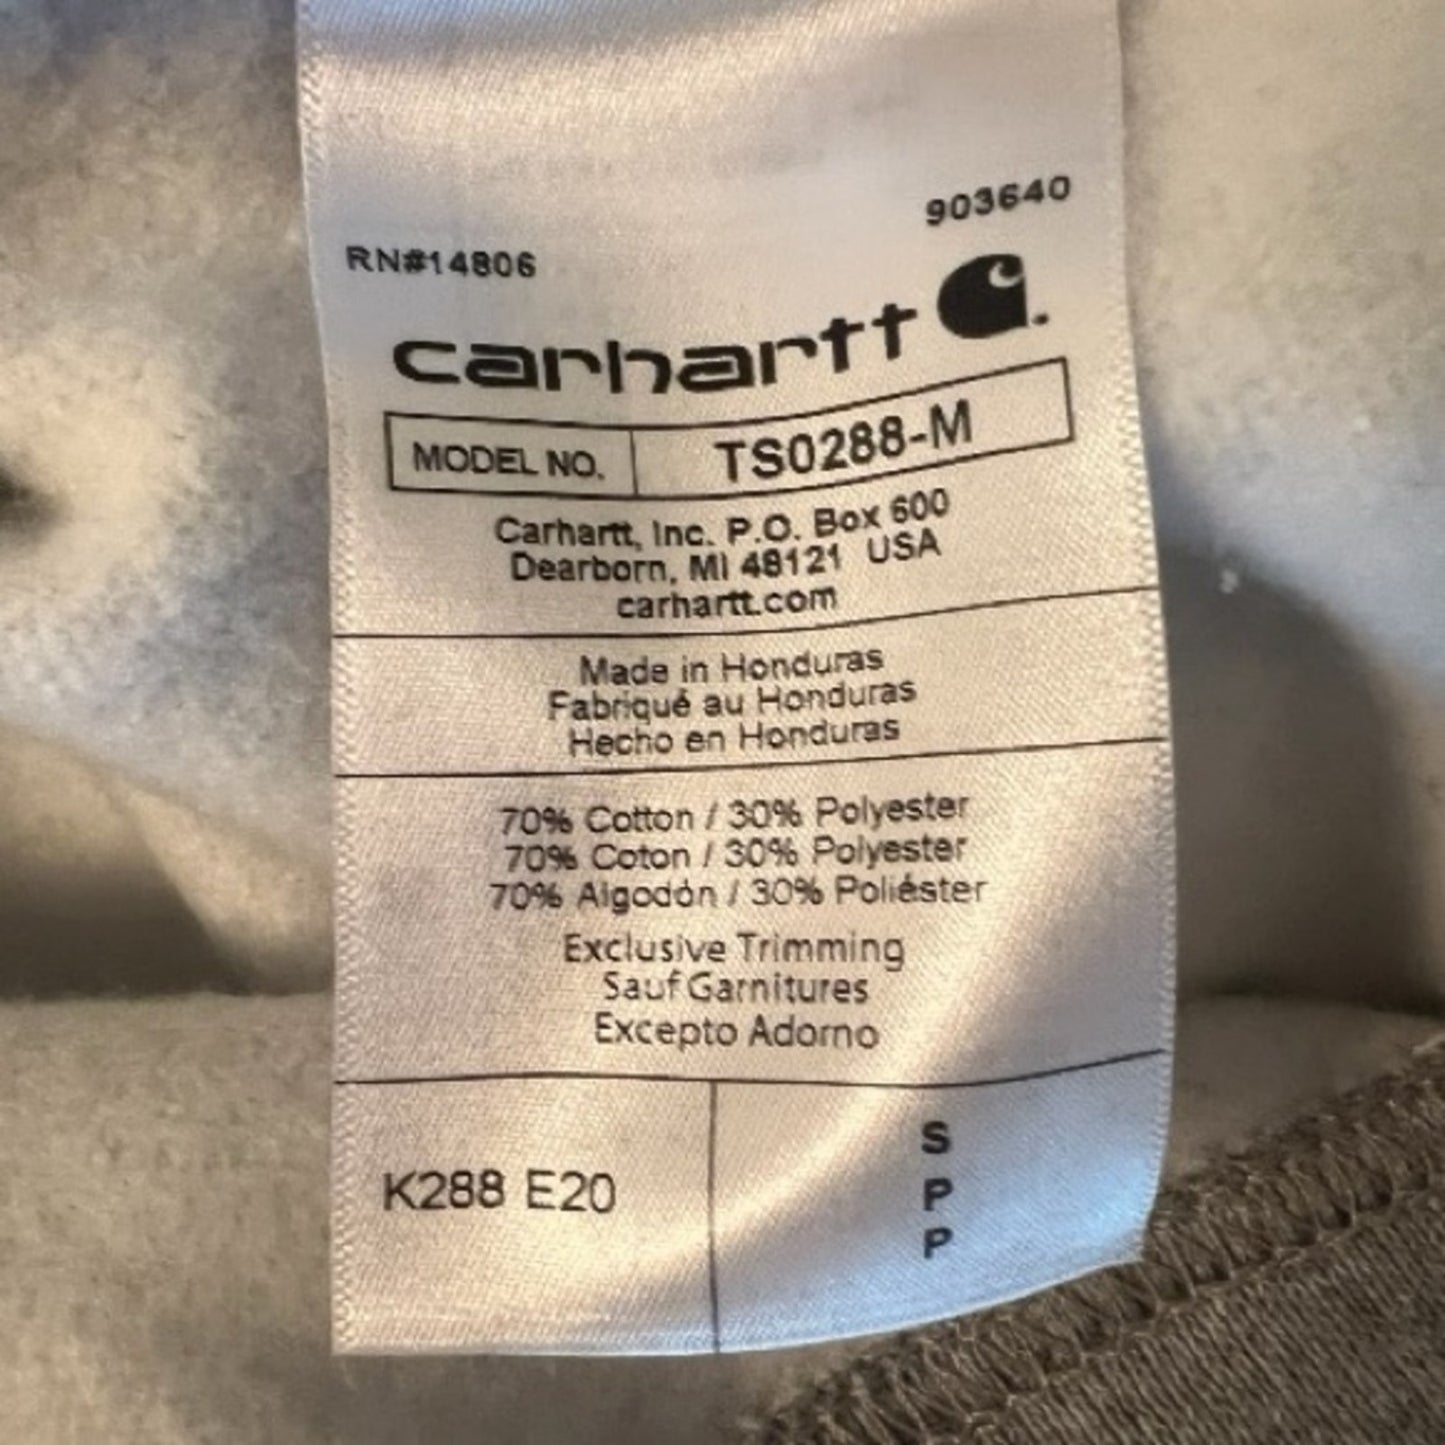 903640
RN#14806
carhartt
MODEL NO. TS0288-M
Carhartt, Inc. P.O. Box 600
Dearborn, MI 48121 USA
carhartt.com
Made in Honduras
Fabriqué au Honduras
Hecho en Honduras
70% Cotton / 30% Polyester
70% Coton / 30% Polyester
70% Algodón / 30% Poliéster
Exclusive Trimming
Sauf Garnitures
Excepto Adorno
K288 E20
S
P
P